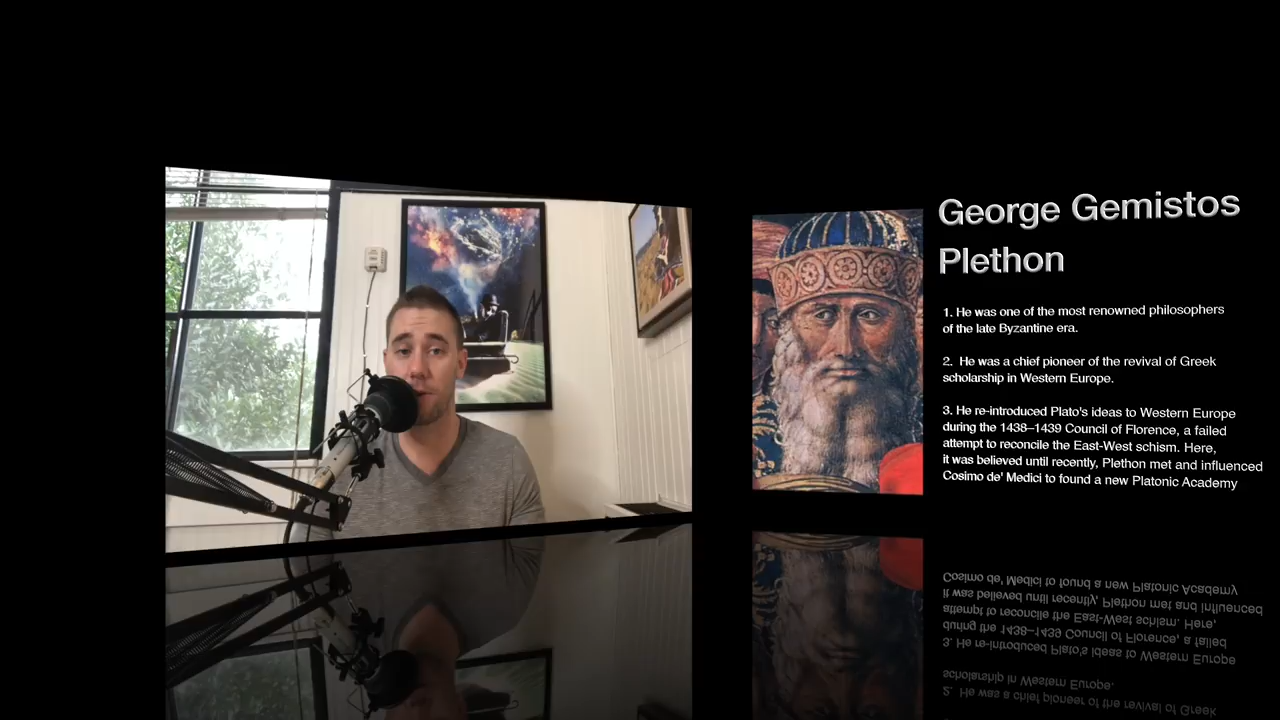 George Gemistos
Plethon
1. He was one of the most renowned philosophers
of the late Byzantine era.
2. He was a chief pioneer of the revival of Greek
scholarship in Western Europe.
3. He re-introduced Plato's ideas to Western Europe
during the 1438–1439 Council of Florence, a failed
attempt to reconcile the East-West schism. Here,
it was believed until recently, Plethon met and influenced
Cosimo de' Medici to found a new Platonic Academy